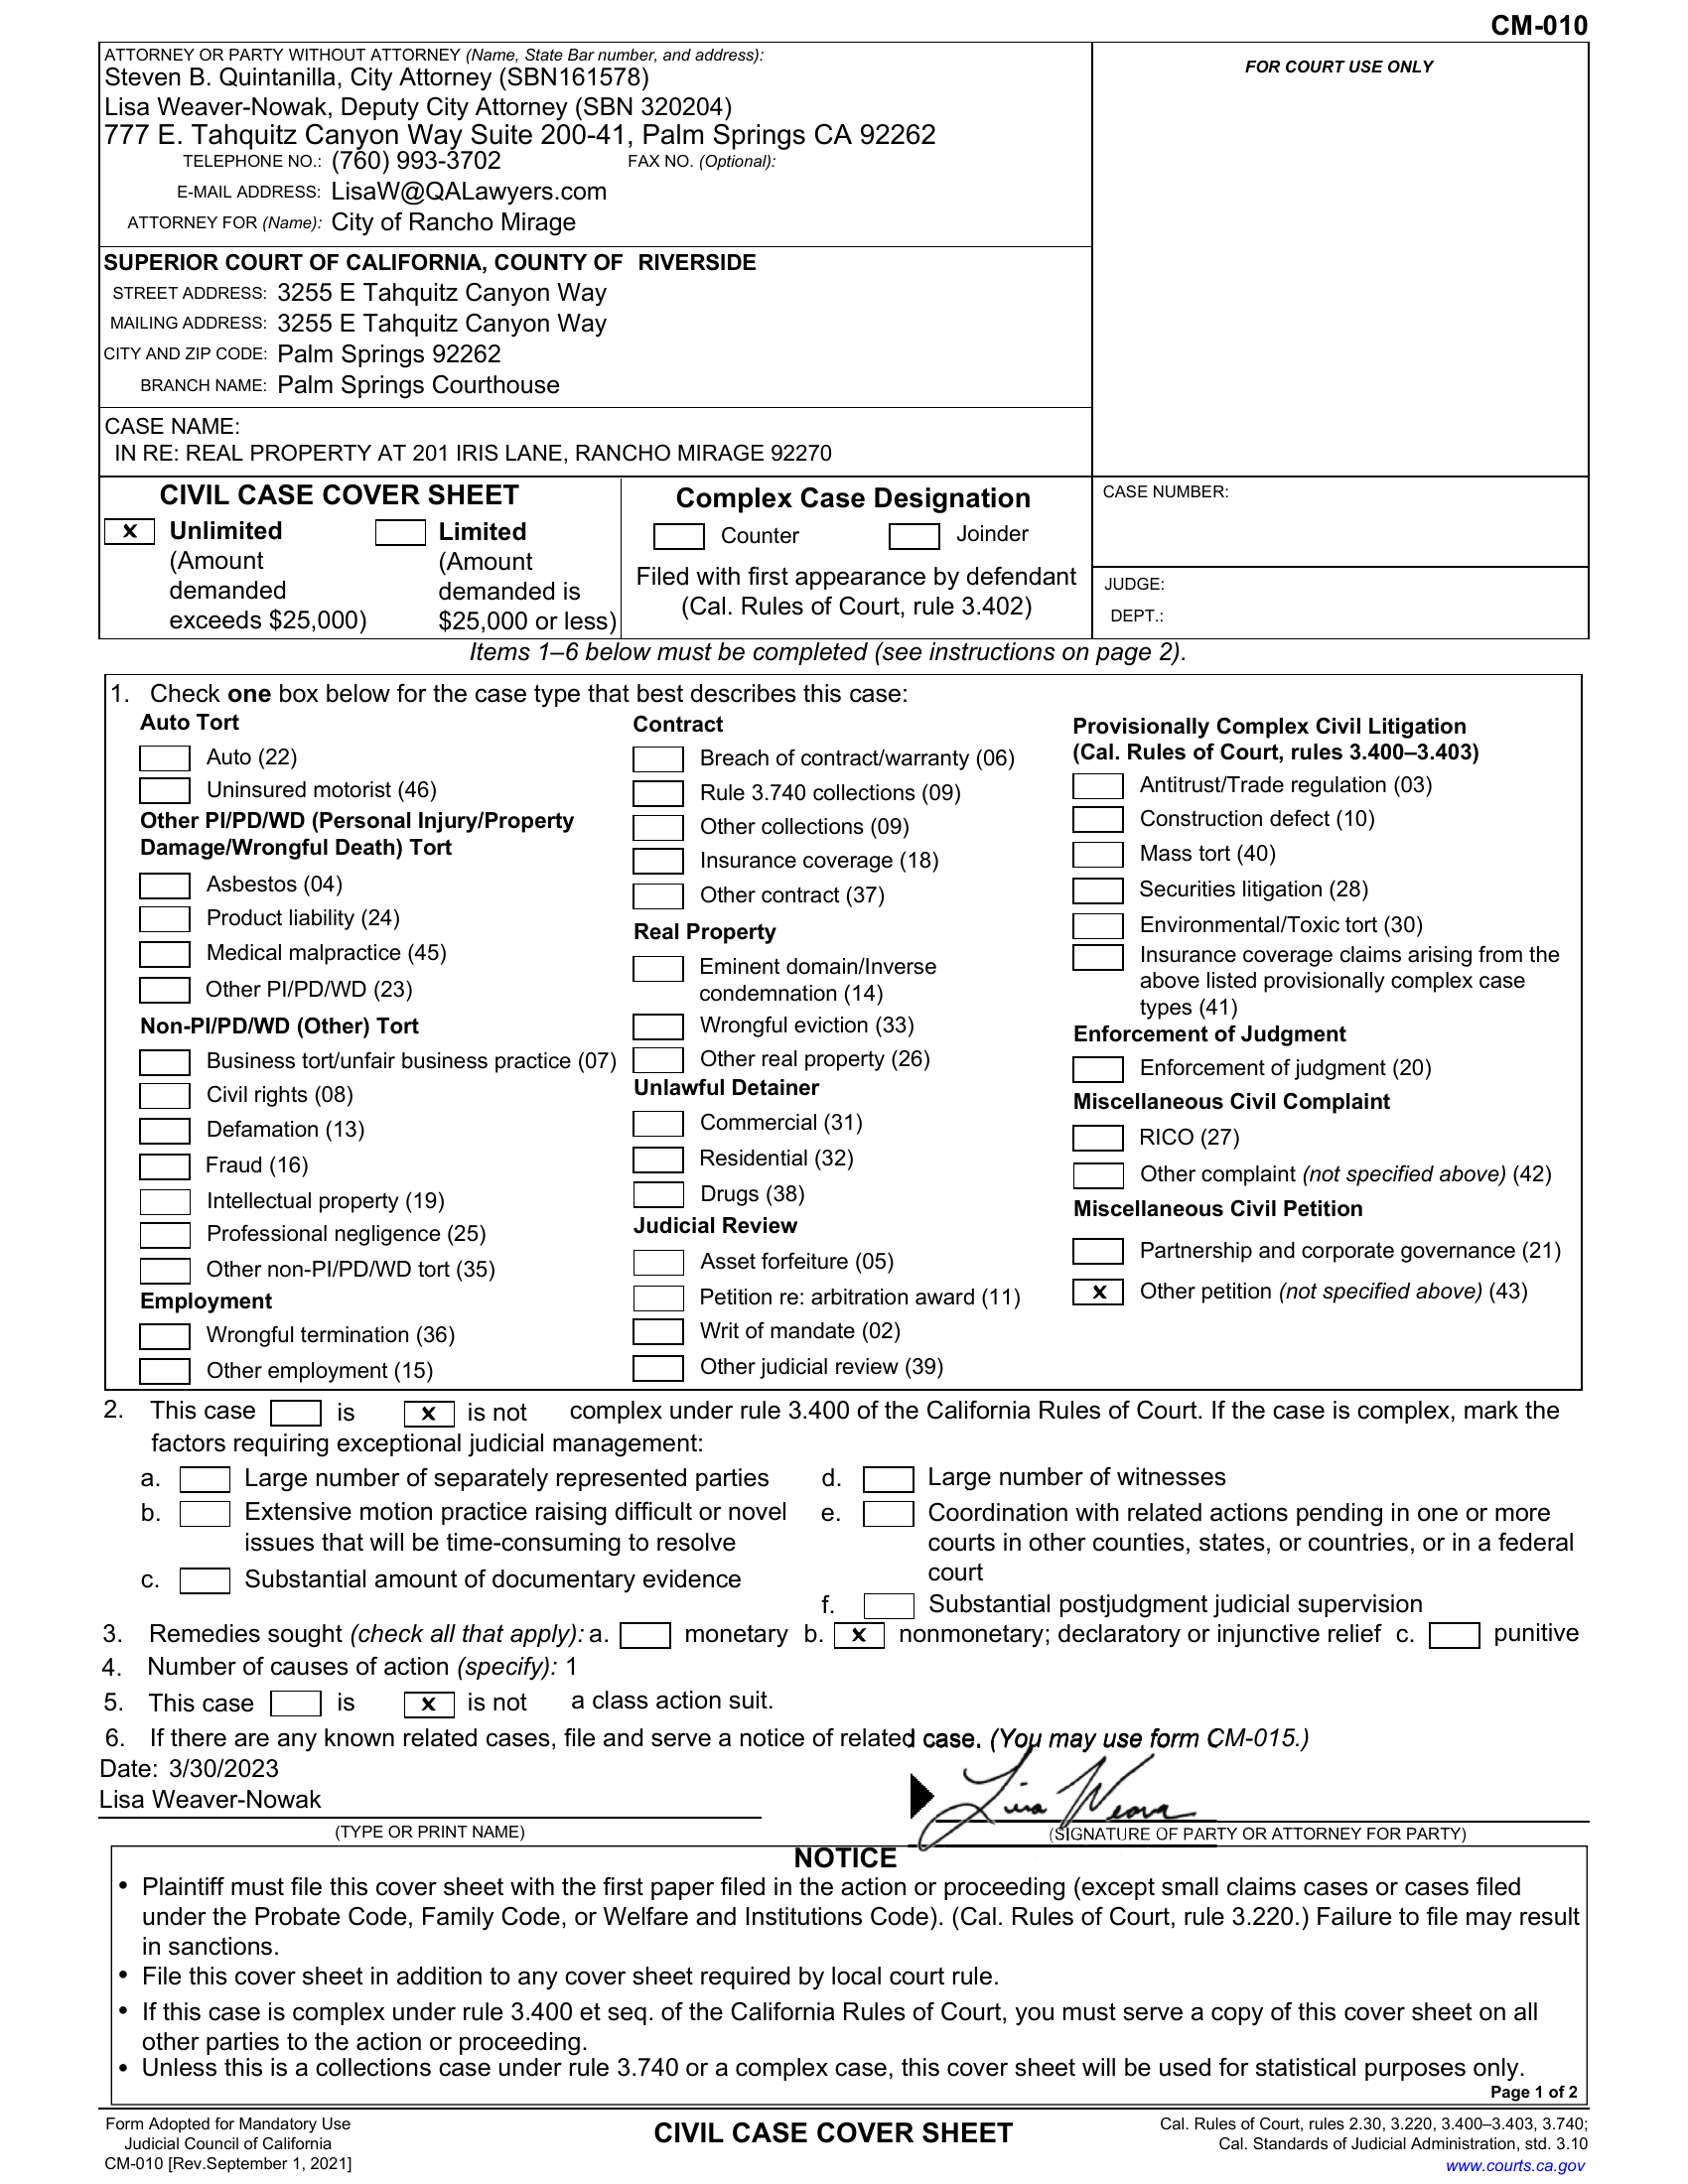 CM-010
ATTORNEY OR PARTY WITHOUT ATTORNEY (Name, State Bar number, and address):
Steven B. Quintanilla, City Attorney (SBN161578)
Lisa Weaver-Nowak, Deputy City Attorney (SBN 320204)
777 E. Tahquitz Canyon Way Suite 200-41, Palm Springs CA 92262
TELEPHONE NO.: (760) 993-3702 FAX NO. (Optional):
E-MAIL ADDRESS: LisaW@QALawyers.com
ATTORNEY FOR (Name): City of Rancho Mirage
FOR COURT USE ONLY
SUPERIOR COURT OF CALIFORNIA, COUNTY OF RIVERSIDE
STREET ADDRESS: 3255 E Tahquitz Canyon Way
MAILING ADDRESS: 3255 E Tahquitz Canyon Way
CITY AND ZIP CODE: Palm Springs 92262
BRANCH NAME: Palm Springs Courthouse
CASE NAME:
IN RE: REAL PROPERTY AT 201 IRIS LANE, RANCHO MIRAGE 92270
CIVIL CASE COVER SHEET
x Unlimited Limited
(Amount (Amount
demanded demanded is
exceeds $25,000) $25,000 or less)
Complex Case Designation
Counter Joinder
Filed with first appearance by defendant
(Cal. Rules of Court, rule 3.402)
CASE NUMBER:
JUDGE:
DEPT.:
Items 1–6 below must be completed (see instructions on page 2).
1. Check one box below for the case type that best describes this case:
Auto Tort
Auto (22)
Uninsured motorist (46)
Other PI/PD/WD (Personal Injury/Property
Damage/Wrongful Death) Tort
Asbestos (04)
Product liability (24)
Medical malpractice (45)
Other PI/PD/WD (23)
Non-PI/PD/WD (Other) Tort
Business tort/unfair business practice (07)
Civil rights (08)
Defamation (13)
Fraud (16)
Intellectual property (19)
Professional negligence (25)
Other non-PI/PD/WD tort (35)
Employment
Wrongful termination (36)
Other employment (15)
Contract
Breach of contract/warranty (06)
Rule 3.740 collections (09)
Other collections (09)
Insurance coverage (18)
Other contract (37)
Real Property
Eminent domain/Inverse
condemnation (14)
Wrongful eviction (33)
Other real property (26)
Unlawful Detainer
Commercial (31)
Residential (32)
Drugs (38)
Judicial Review
Asset forfeiture (05)
Petition re: arbitration award (11)
Writ of mandate (02)
Other judicial review (39)
Provisionally Complex Civil Litigation
(Cal. Rules of Court, rules 3.400–3.403)
Antitrust/Trade regulation (03)
Construction defect (10)
Mass tort (40)
Securities litigation (28)
Environmental/Toxic tort (30)
Insurance coverage claims arising from the
above listed provisionally complex case
types (41)
Enforcement of Judgment
Enforcement of judgment (20)
Miscellaneous Civil Complaint
RICO (27)
Other complaint (not specified above) (42)
Miscellaneous Civil Petition
Partnership and corporate governance (21)
x Other petition (not specified above) (43)
2. This case is x is not complex under rule 3.400 of the California Rules of Court. If the case is complex, mark the
factors requiring exceptional judicial management:
a. Large number of separately represented parties
b. Extensive motion practice raising difficult or novel
issues that will be time-consuming to resolve
c. Substantial amount of documentary evidence
d. Large number of witnesses
e. Coordination with related actions pending in one or more
courts in other counties, states, or countries, or in a federal
court
f. Substantial postjudgment judicial supervision
3. Remedies sought (check all that apply): a. monetary b. x nonmonetary; declaratory or injunctive relief c. punitive
4. Number of causes of action (specify): 1
5. This case is x is not a class action suit.
6. If there are any known related cases, file and serve a notice of related case. (You may use form CM-015.)
Date: 3/30/2023
Lisa Weaver-Nowak
Lisa Weaver
(TYPE OR PRINT NAME) (SIGNATURE OF PARTY OR ATTORNEY FOR PARTY)
NOTICE
• Plaintiff must file this cover sheet with the first paper filed in the action or proceeding (except small claims cases or cases filed
under the Probate Code, Family Code, or Welfare and Institutions Code). (Cal. Rules of Court, rule 3.220.) Failure to file may result
in sanctions.
• File this cover sheet in addition to any cover sheet required by local court rule.
• If this case is complex under rule 3.400 et seq. of the California Rules of Court, you must serve a copy of this cover sheet on all
other parties to the action or proceeding.
• Unless this is a collections case under rule 3.740 or a complex case, this cover sheet will be used for statistical purposes only.
Page 1 of 2
Form Adopted for Mandatory Use
Judicial Council of California
CM-010 [Rev.September 1, 2021]
CIVIL CASE COVER SHEET
Cal. Rules of Court, rules 2.30, 3.220, 3.400–3.403, 3.740;
Cal. Standards of Judicial Administration, std. 3.10
www.courts.ca.gov